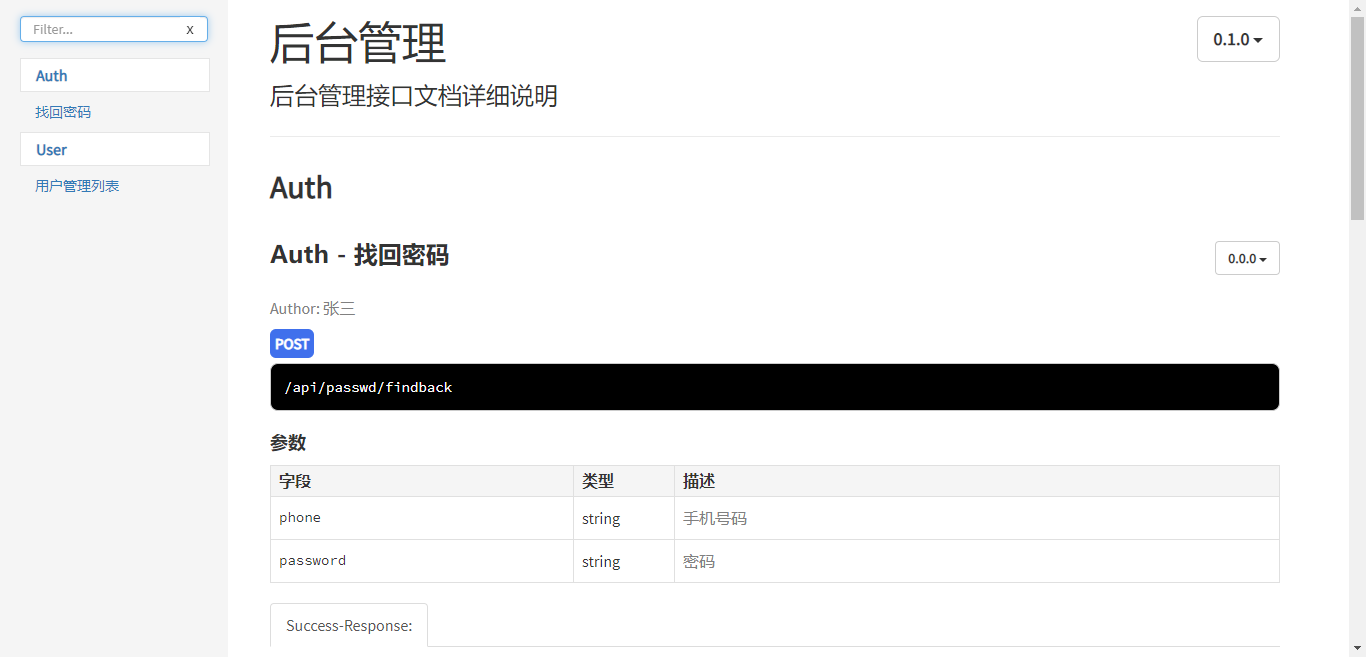 Filter...
x
Auth
找回密码
User
用户管理列表
后台管理
0.1.0
后台管理接口文档详细说明
Auth
Auth - 找回密码
0.0.0
Author: 张三
POST
/api/passwd/findback
参数
字段 类型 描述
phone string 手机号码
password string 密码
Success-Response: